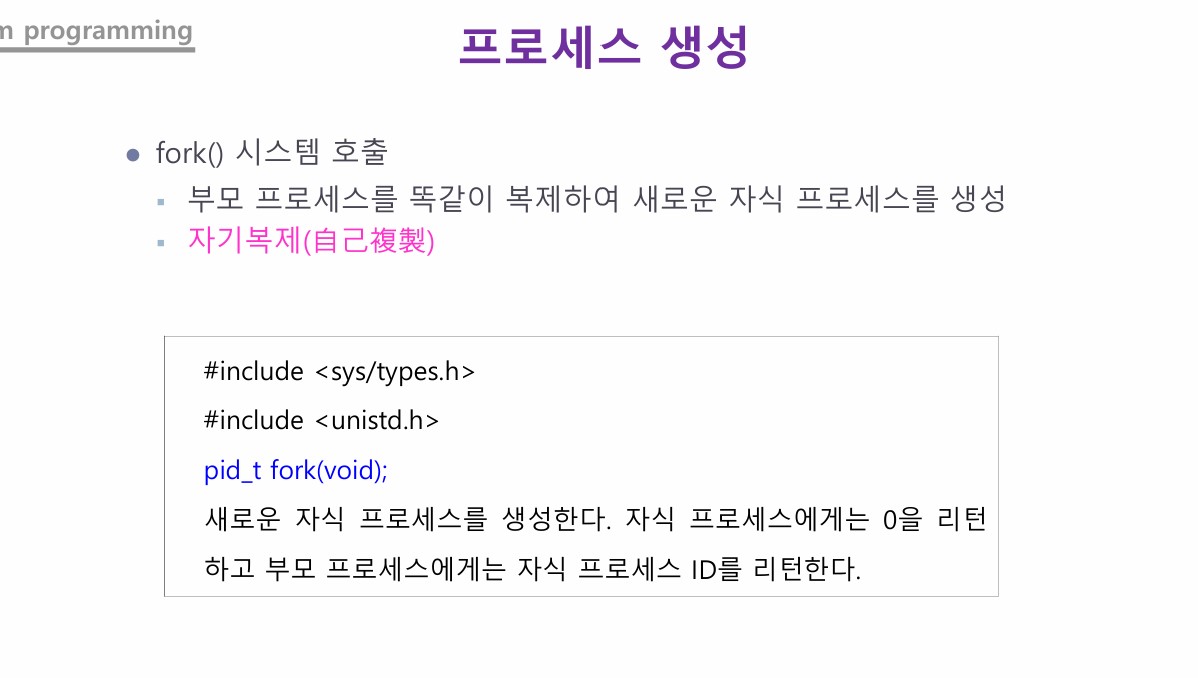 m programming
프로세스 생성
● fork() 시스템 호출
▪ 부모 프로세스를 똑같이 복제하여 새로운 자식 프로세스를 생성
▪ 자기복제(自己複製)
#include <sys/types.h>
#include <unistd.h>
pid_t fork(void);
새로운 자식 프로세스를 생성한다. 자식 프로세스에게는 0을 리턴
하고 부모 프로세스에게는 자식 프로세스 ID를 리턴한다.